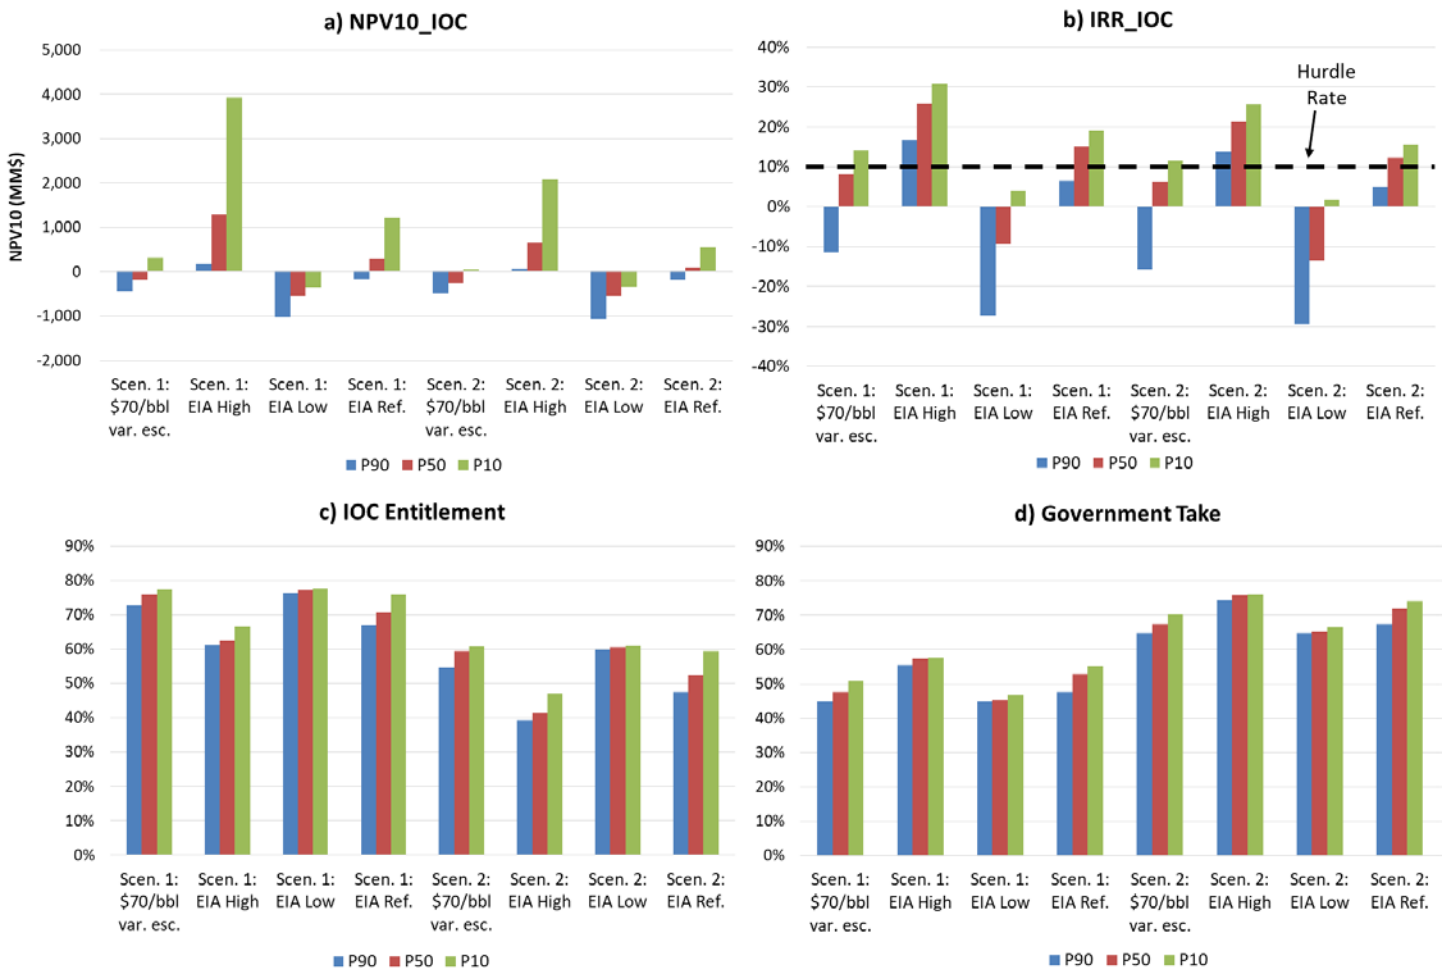 a) NPV10_IOC
5,000
4,000
3,000
2,000
1,000
0
-1,000
-2,000
NPV10 (MM$)
Scen. 1: Scen. 1: Scen. 1: Scen. 1: Scen. 2: Scen. 2: Scen. 2: Scen. 2:
$70/bbl EIA High EIA Low EIA Ref. $70/bbl EIA High EIA Low EIA Ref.
var. esc. var. esc.
P90 P50 P10
b) IRR_IOC
40%
30%
20%
10%
0%
-10%
-20%
-30%
-40%
Hurdle
Rate
Scen. 1: Scen. 1: Scen. 1: Scen. 1: Scen. 2: Scen. 2: Scen. 2: Scen. 2:
$70/bbl EIA High EIA Low EIA Ref. $70/bbl EIA High EIA Low EIA Ref.
var. esc. var. esc.
P90 P50 P10
c) IOC Entitlement
90%
80%
70%
60%
50%
40%
30%
20%
10%
0%
Scen. 1: Scen. 1: Scen. 1: Scen. 1: Scen. 2: Scen. 2: Scen. 2: Scen. 2:
$70/bbl EIA High EIA Low EIA Ref. $70/bbl EIA High EIA Low EIA Ref.
var. esc. var. esc.
P90 P50 P10
d) Government Take
90%
80%
70%
60%
50%
40%
30%
20%
10%
0%
Scen. 1: Scen. 1: Scen. 1: Scen. 1: Scen. 2: Scen. 2: Scen. 2: Scen. 2:
$70/bbl EIA High EIA Low EIA Ref. $70/bbl EIA High EIA Low EIA Ref.
var. esc. var. esc.
P90 P50 P10